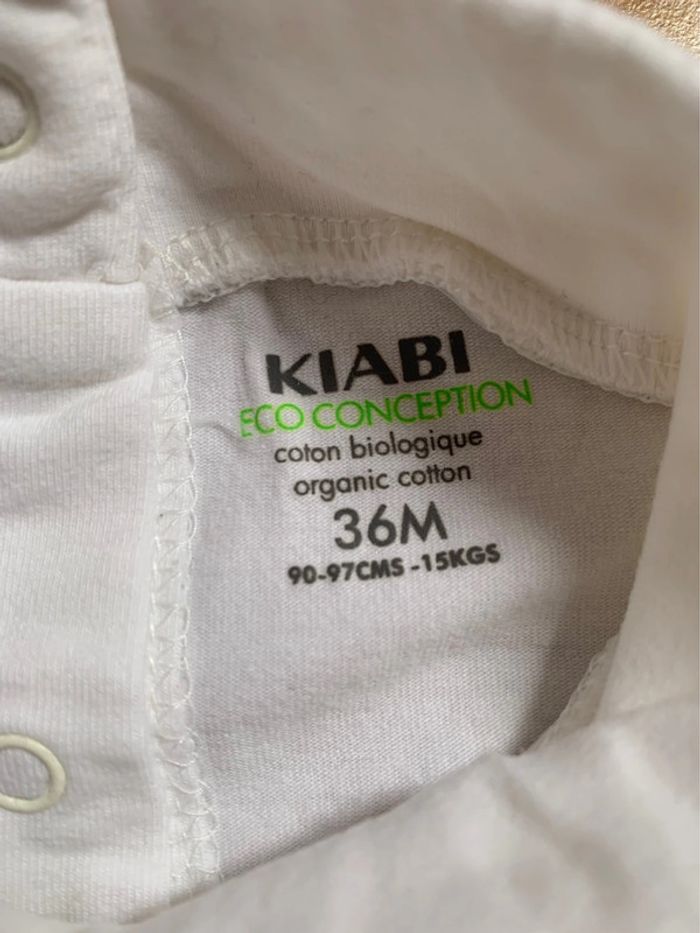 KIABI
ECO CONCEPTION
coton biologique
organic cotton
36M
90-97CMS -15KGS